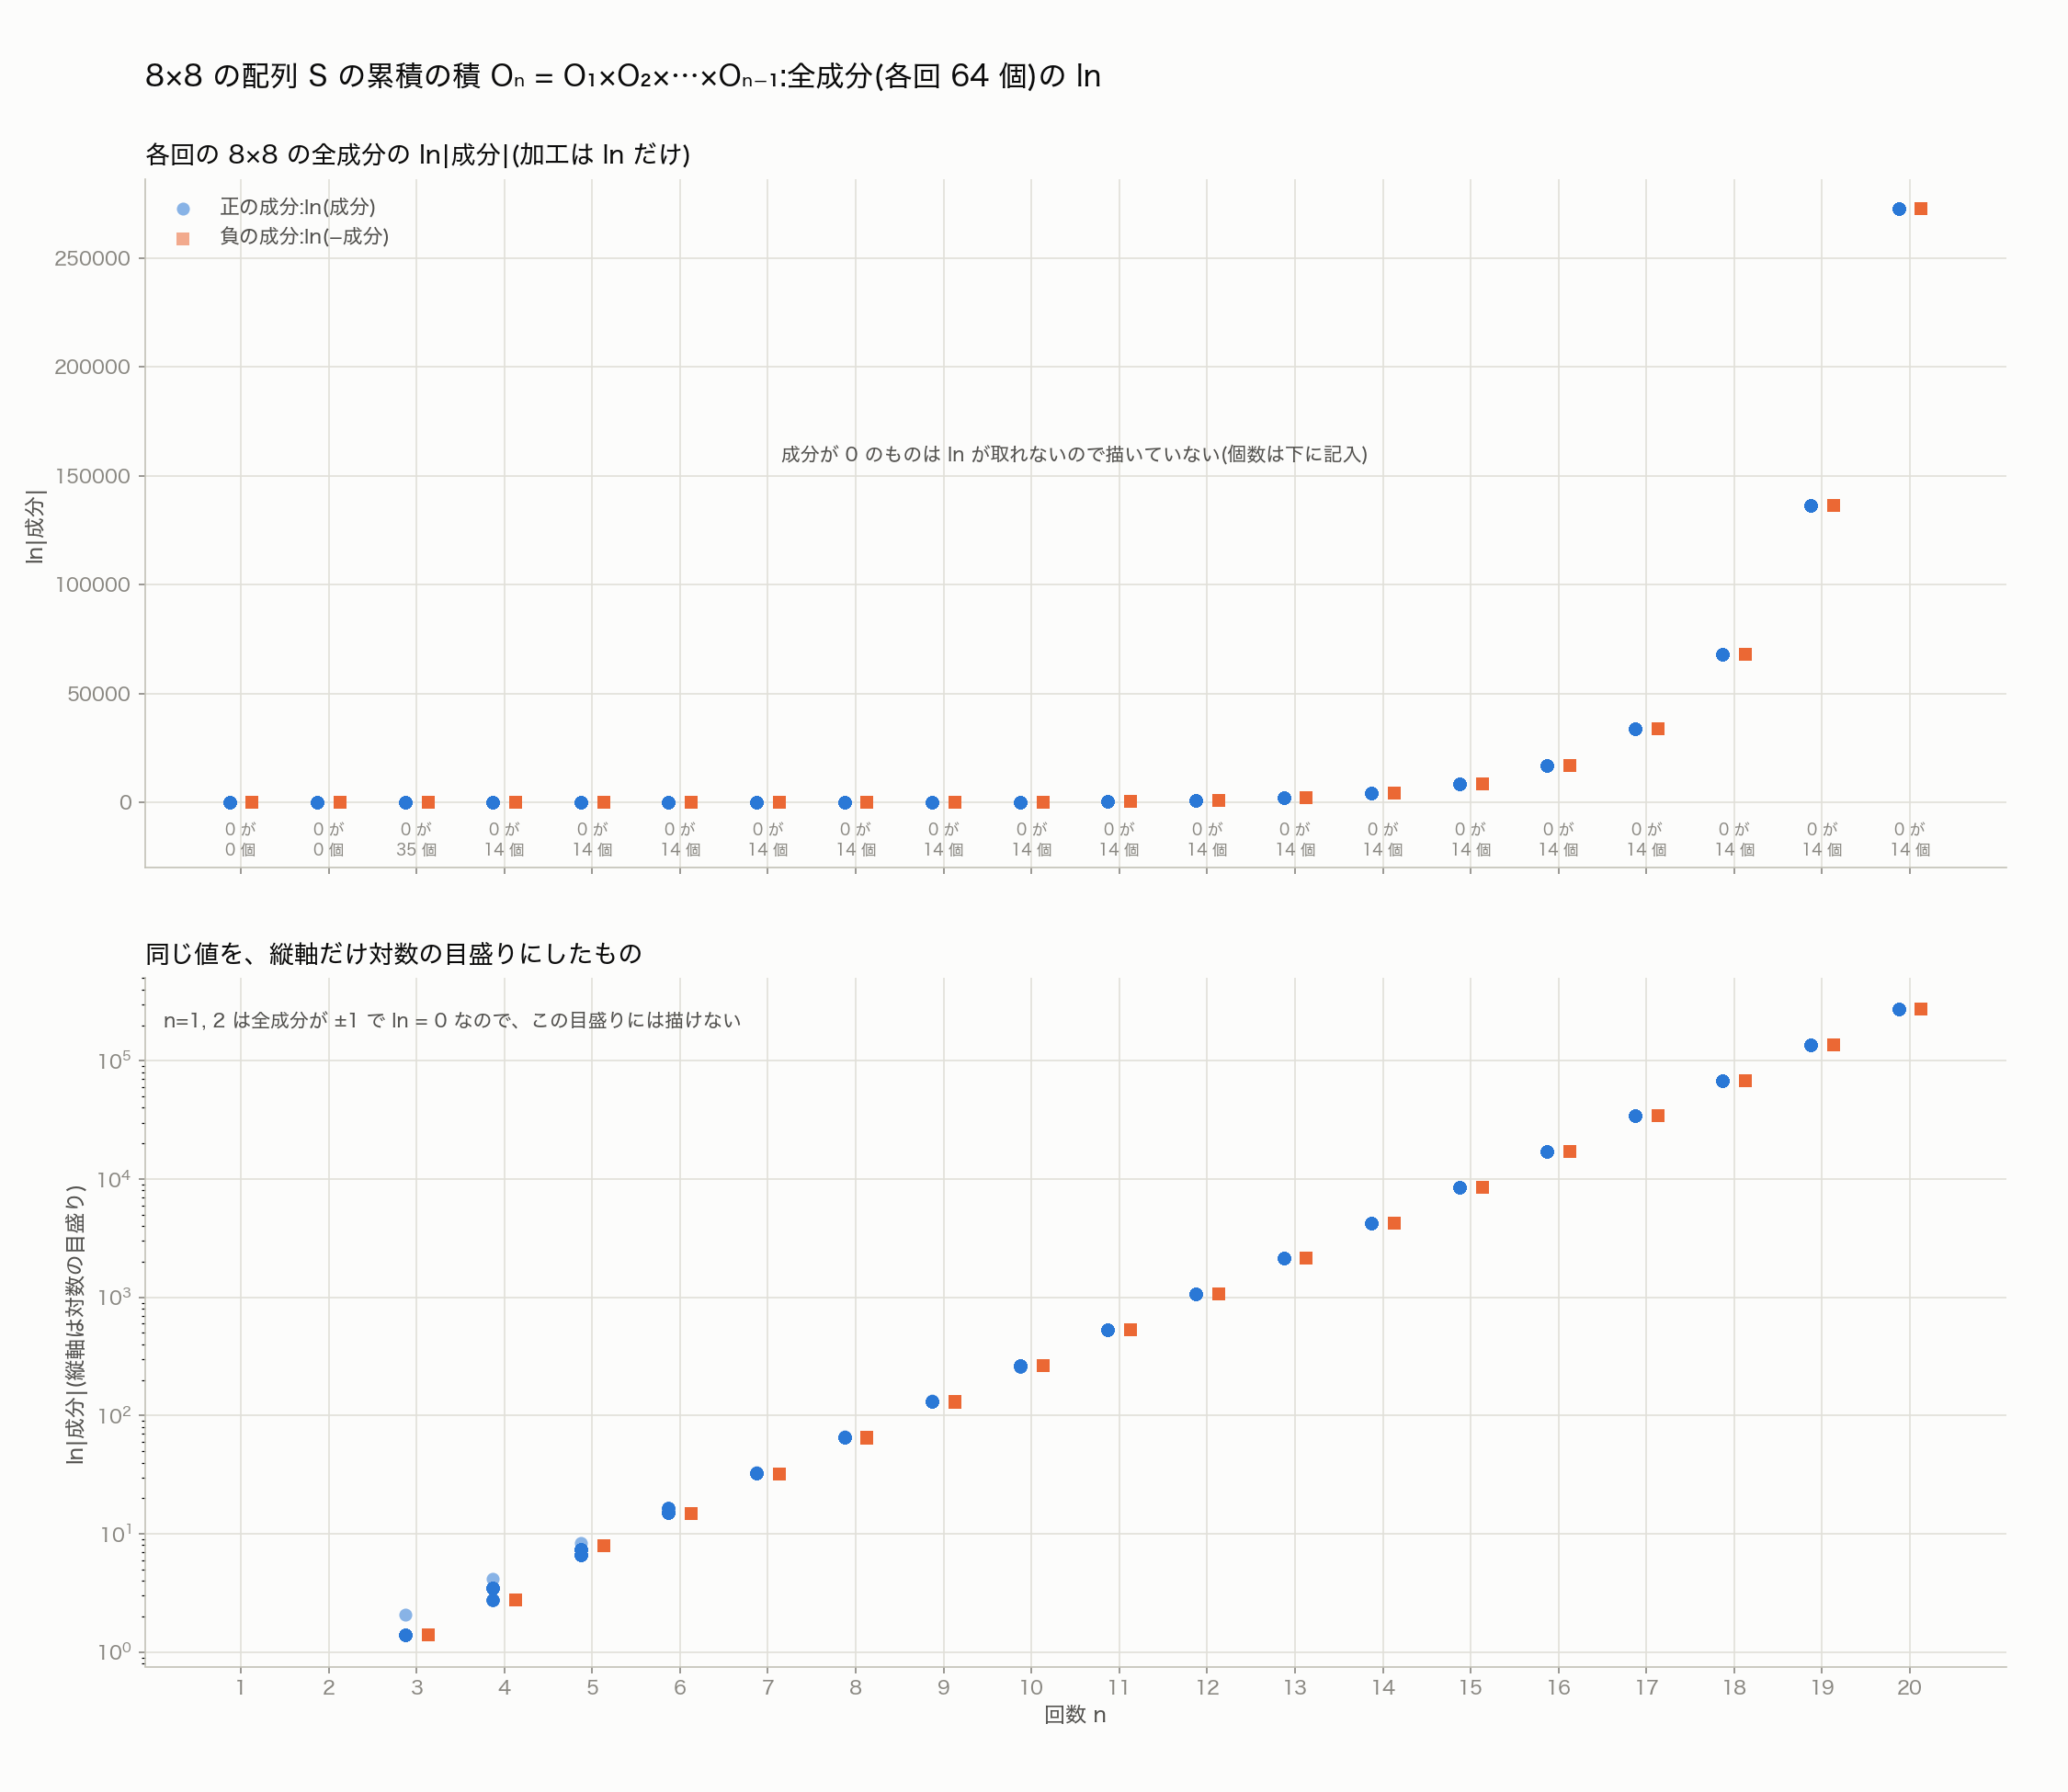 8×8 の配列 S の累積の積 Oₙ = O₁×O₂×⋯×Oₙ₋₁:全成分(各回 64 個)の ln
各回の 8×8 の全成分の ln|成分|(加工は ln だけ)
正の成分:ln(成分)
負の成分:ln(−成分)
250000
200000
150000
100000
50000
0
ln|成分|
成分が 0 のものは ln が取れないので描いていない(個数は下に記入)
0 が 0 が 0 が 0 が 0 が 0 が 0 が 0 が 0 が 0 が 0 が 0 が 0 が 0 が 0 が 0 が 0 が 0 が 0 が 0 が
0 個 0 個 35 個 14 個 14 個 14 個 14 個 14 個 14 個 14 個 14 個 14 個 14 個 14 個 14 個 14 個 14 個 14 個 14 個 14 個
同じ値を、縦軸だけ対数の目盛りにしたもの
n=1, 2 は全成分が ±1 で ln = 0 なので、この目盛りには描けない
10⁵
10⁴
10³
10²
10¹
10⁰
ln|成分|(縦軸は対数の目盛り)
1 2 3 4 5 6 7 8 9 10 11 12 13 14 15 16 17 18 19 20
回数 n